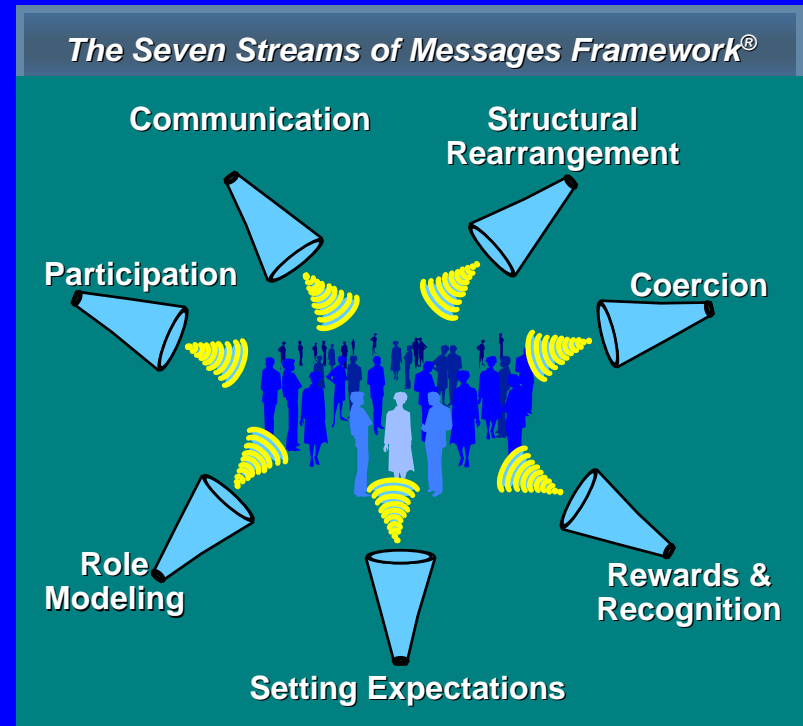 The Seven Streams of Messages Framework®
Communication
Structural
Rearrangement
Participation
Coercion
Role
Modeling
Rewards &
Recognition
Setting Expectations